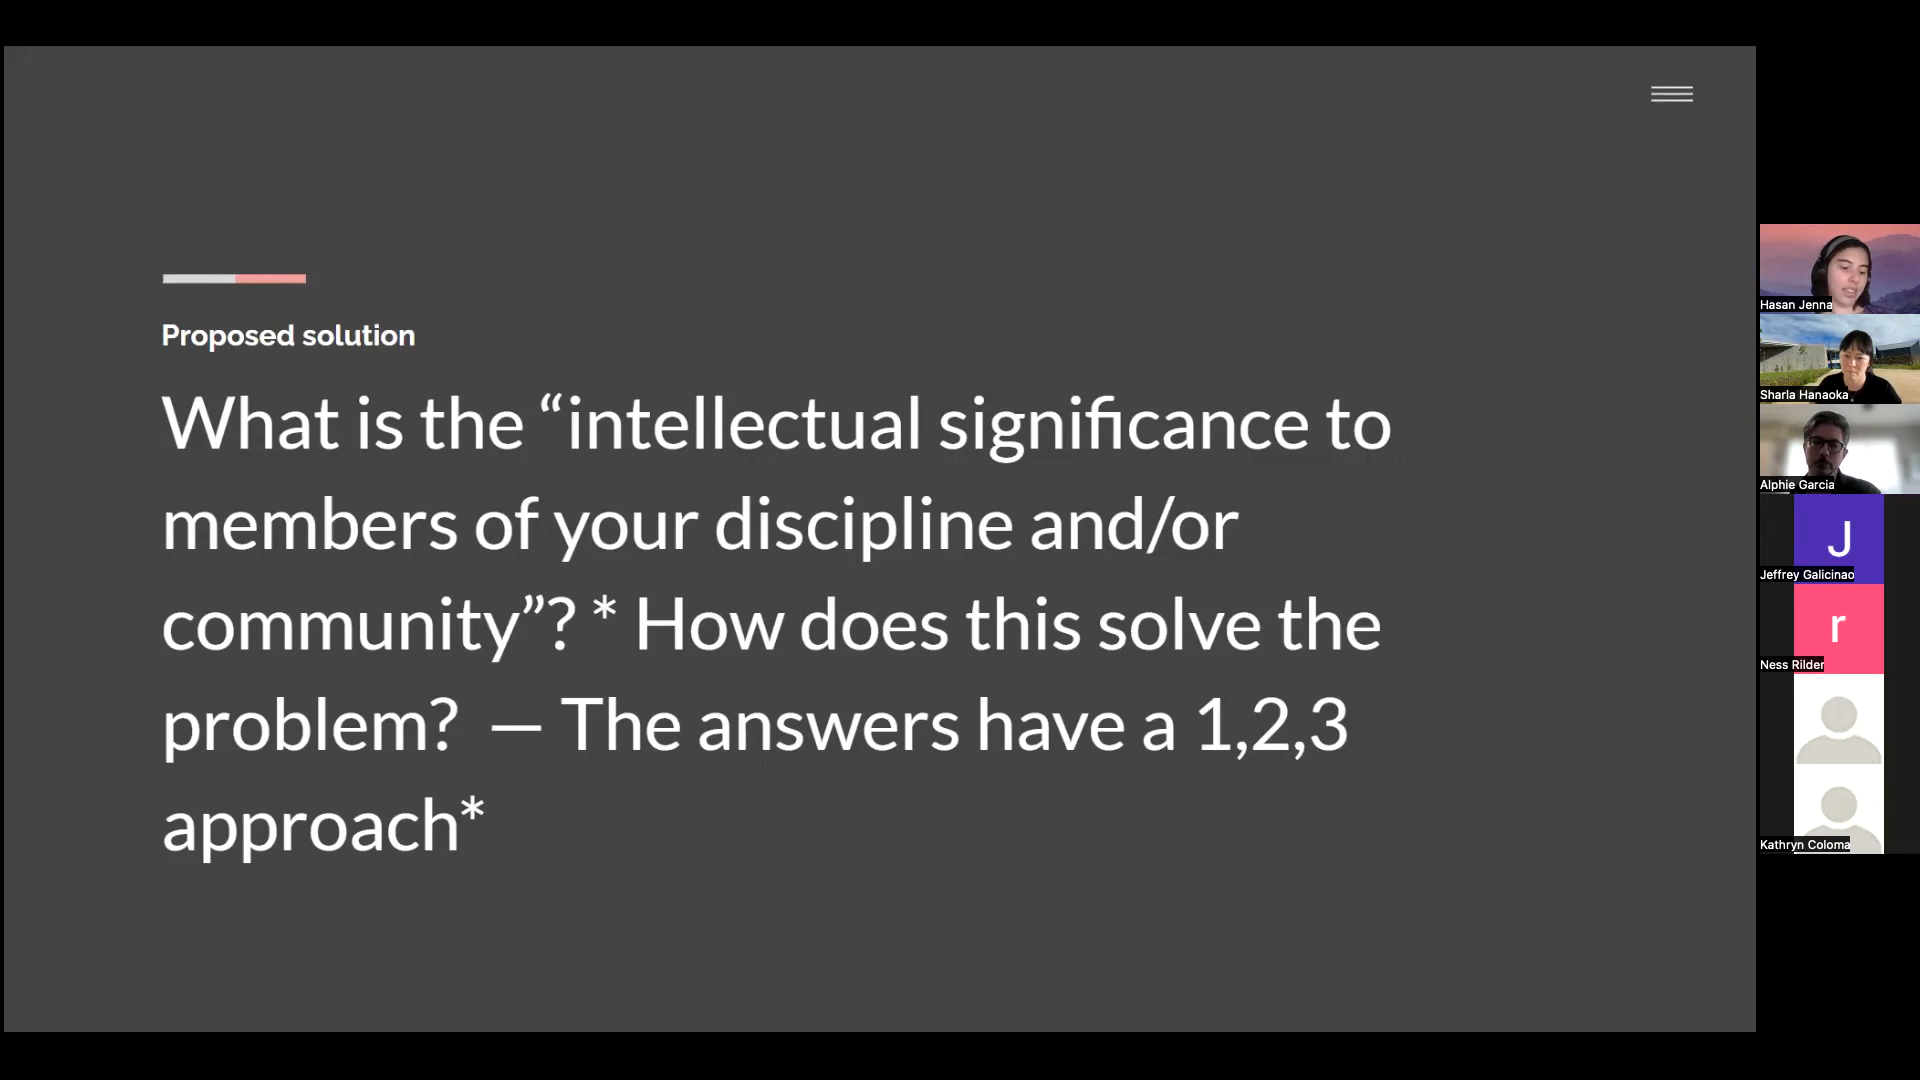 Proposed solution
What is the “intellectual significance to
members of your discipline and/or
community”? * How does this solve the
problem?  — The answers have a 1,2,3
approach*
Hasan Jenna
Sharla Hanaoka
Alphie Garcia
J
Jeffrey Galicinao
r
Ness Rilder
Kathryn Coloma